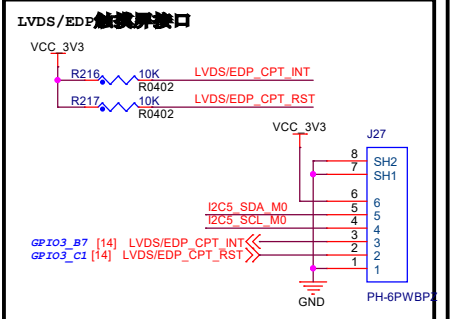 LVDS/EDP触摸屏接口
VCC_3V3
R216 10K LVDS/EDP_CPT_INT
R0402
R217 10K LVDS/EDP_CPT_RST
R0402
VCC_3V3
J27
8 SH2
7 SH1
6 6
I2C5_SDA_M0 5 5
I2C5_SCL_M0 4 4
GPIO3_B7 [14] LVDS/EDP_CPT_INT 3 3
GPIO3_C1 [14] LVDS/EDP_CPT_RST 2 2
1 1
GND
PH-6PWBPZ